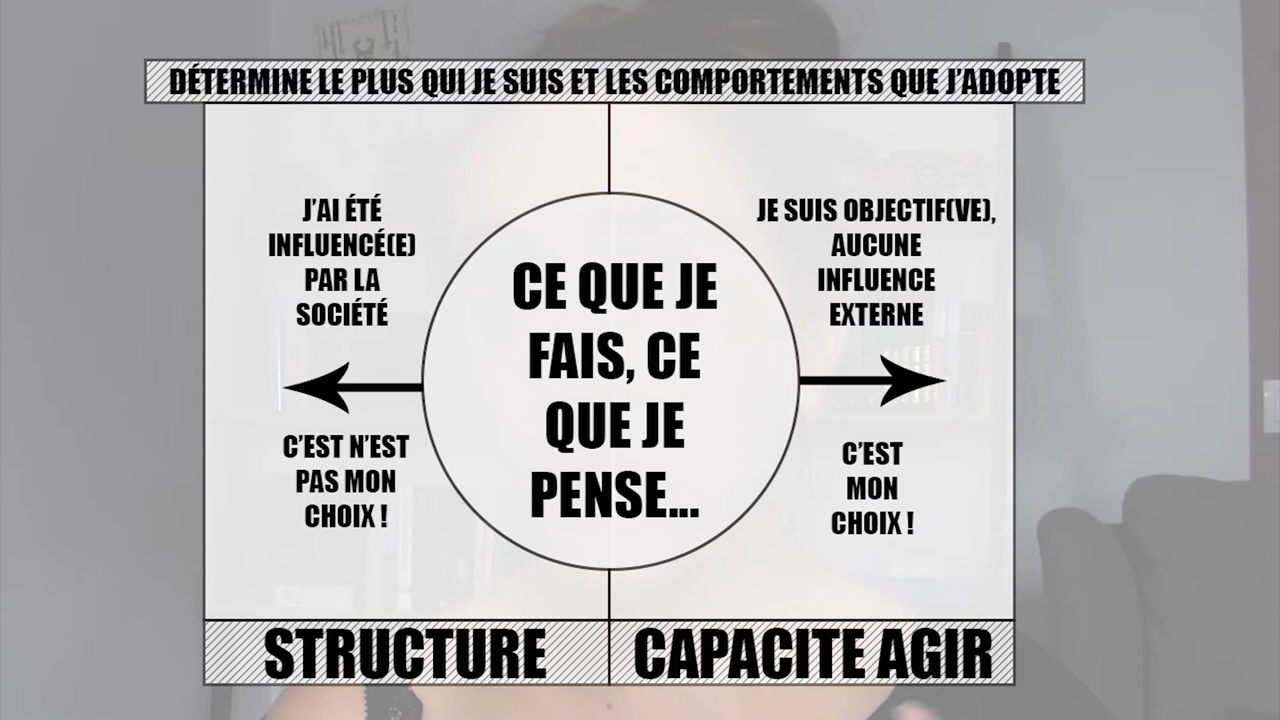 DÉTERMINE LE PLUS QUI JE SUIS ET LES COMPORTEMENTS QUE J'ADOPTE
J'AI ÉTÉ
INFLUENCÉ(E)
PAR LA
SOCIÉTÉ
C'EST N'EST
PAS MON
CHOIX !
CE QUE JE
FAIS, CE
QUE JE
PENSE...
JE SUIS OBJECTIF(VE),
AUCUNE
INFLUENCE
EXTERNE
C'EST
MON
CHOIX !
STRUCTURE
CAPACITE AGIR